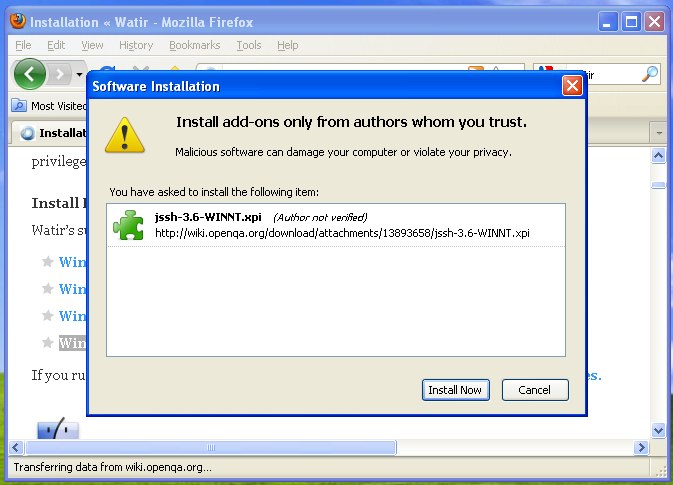 Installation « Watir - Mozilla Firefox
File Edit View History Bookmarks Tools Help
Most Visited
Software Installation
Install add-ons only from authors whom you trust.
Malicious software can damage your computer or violate your privacy.
You have asked to install the following item:
jssh-3.6-WINNT.xpi (Author not verified)
http://wiki.openqa.org/download/attachments/13893658/jssh-3.6-WINNT.xpi
Install Now Cancel
Installat
privilege
Install
Watir's su
Win
Win
Win
Win
If you ru es.
Transferring data from wiki.openqa.org...